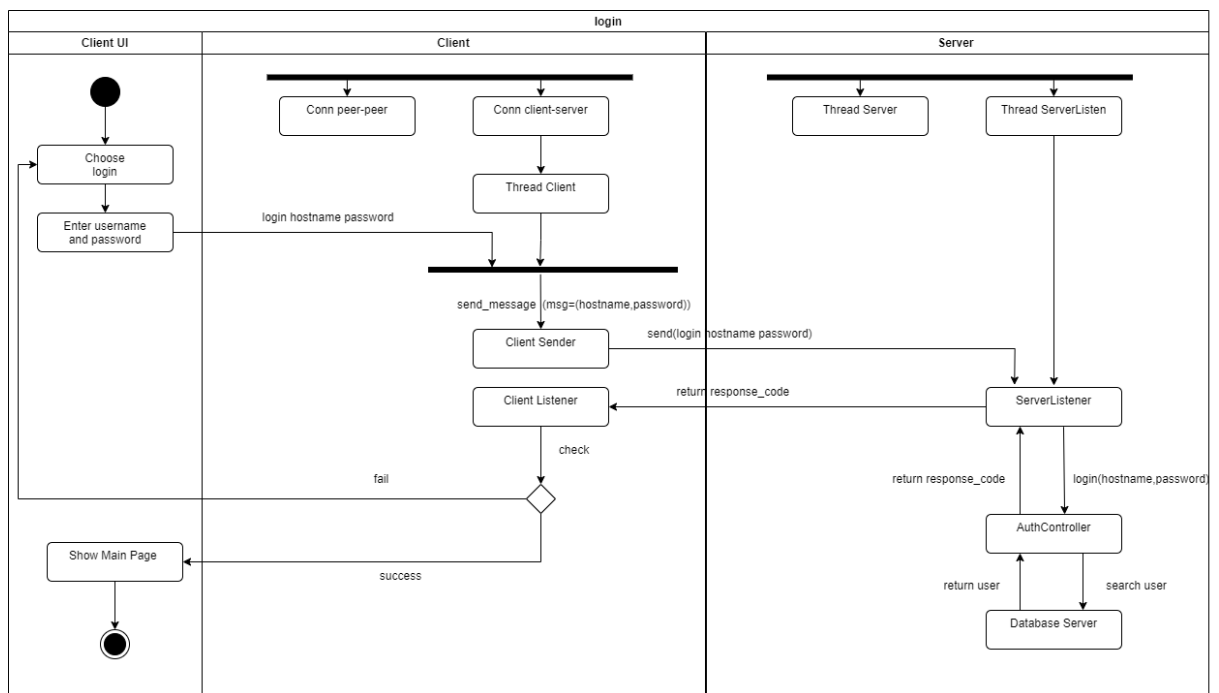 login
Client UI
Client
Server
Conn peer-peer
Conn client-server
Thread Server
Thread ServerListen
Choose
login
Thread Client
Enter username
and password
login hostname password
send_message (msg=(hostname,password))
Client Sender
send(login hostname password)
Client Listener
return response_code
ServerListener
check
fail
return response_code
login(hostname,password)
AuthController
Show Main Page
success
return user
search user
Database Server